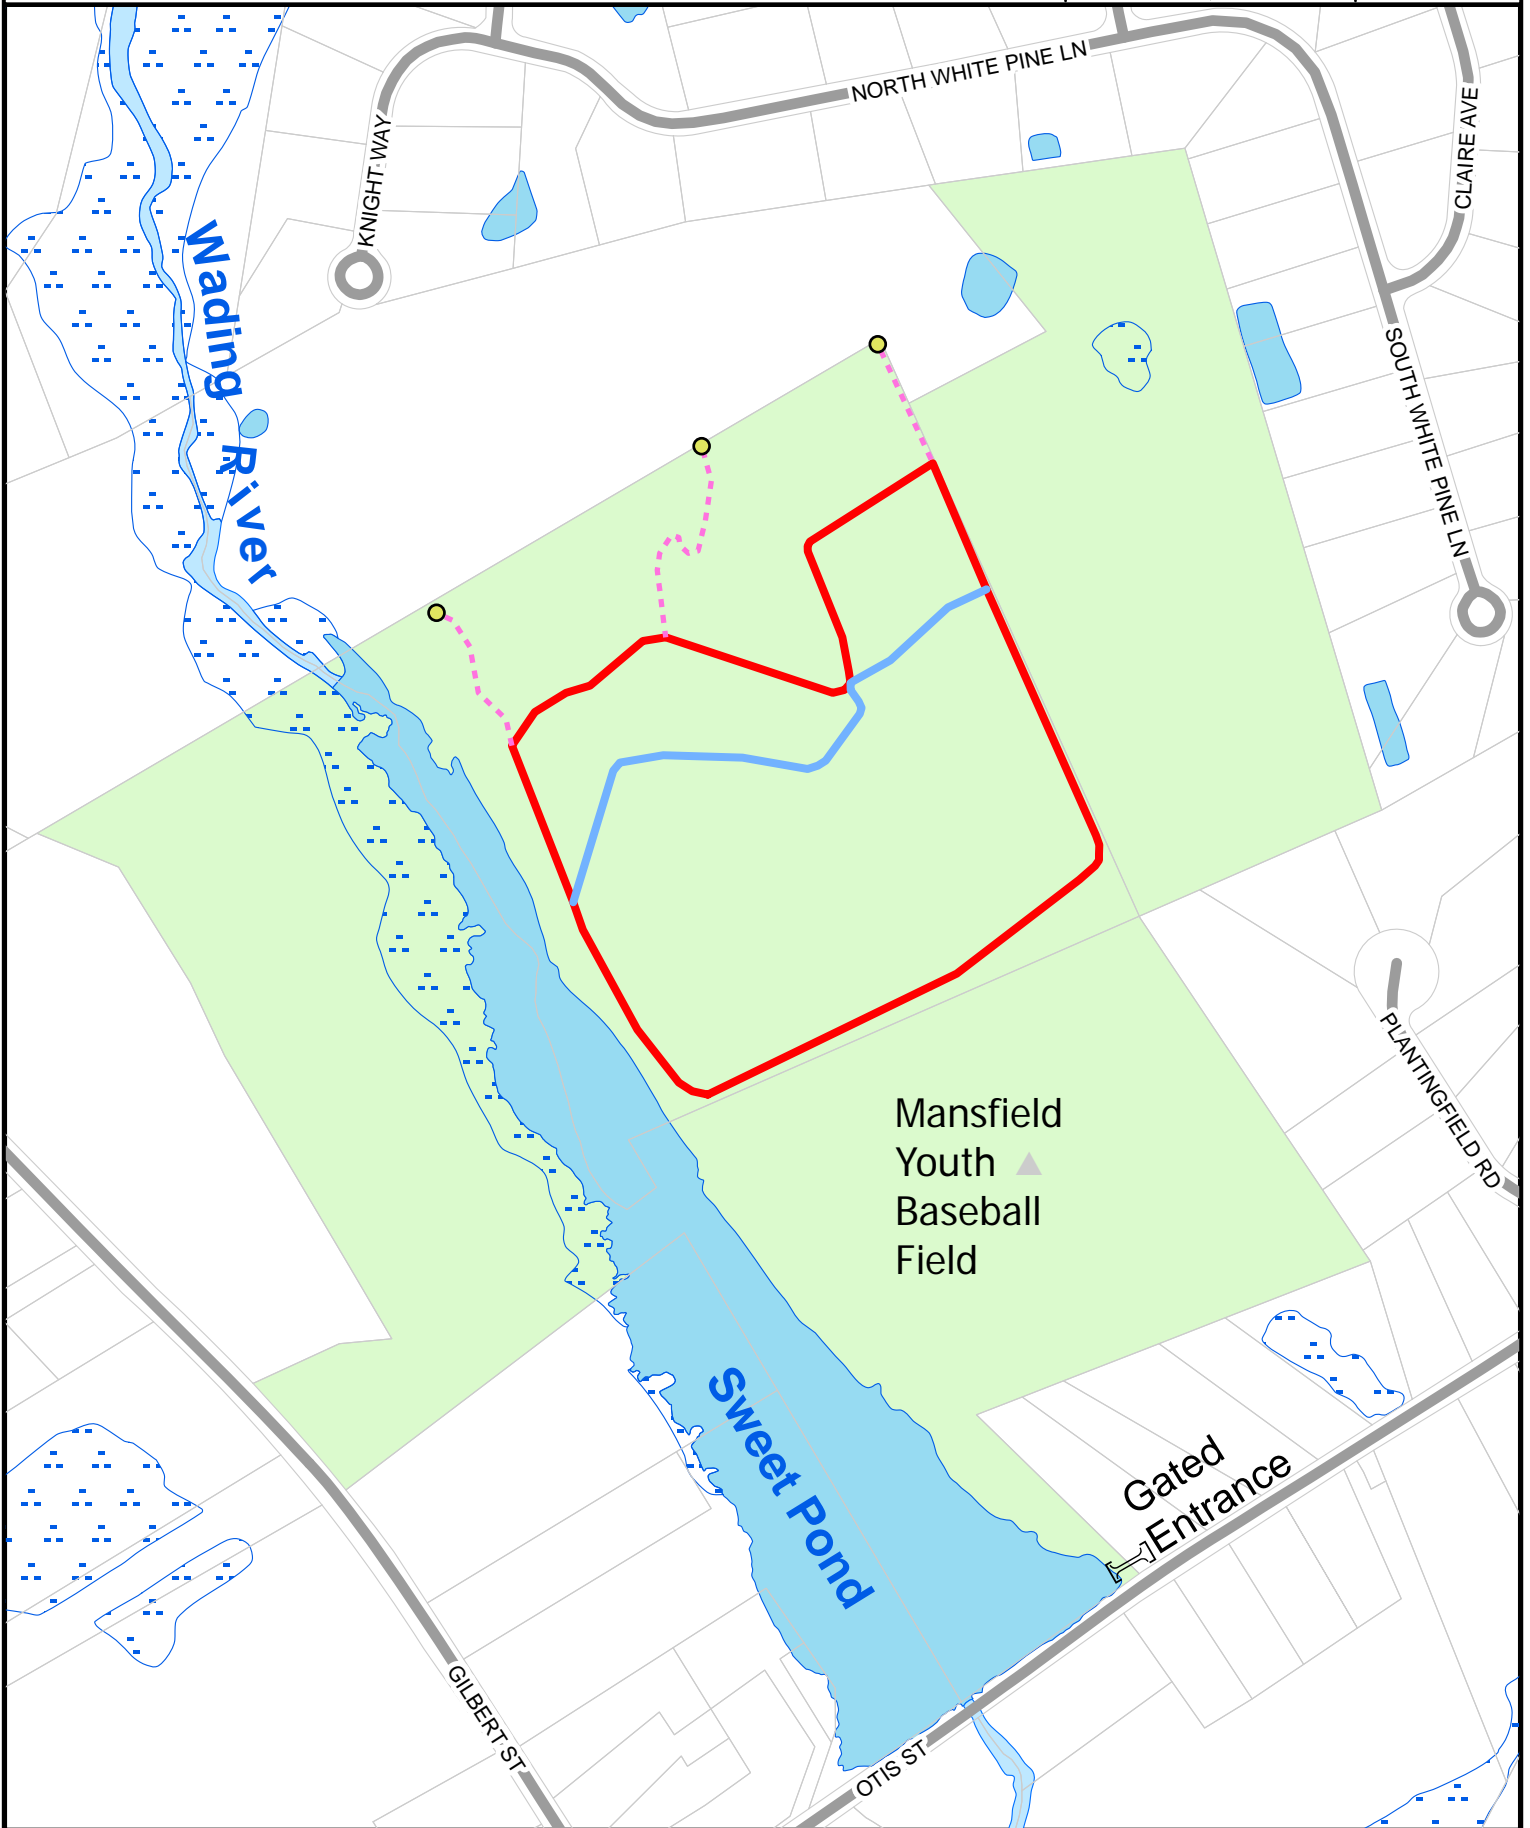 NORTH WHITE PINE LN
CLAIRE AVE
KNIGHT WAY
Wading
River
SOUTH WHITE PINE LN
PLANTINGFIELD RD
Mansfield
Youth
Baseball
Field
Sweet Pond
Gated
Entrance
GILBERT ST
OTIS ST